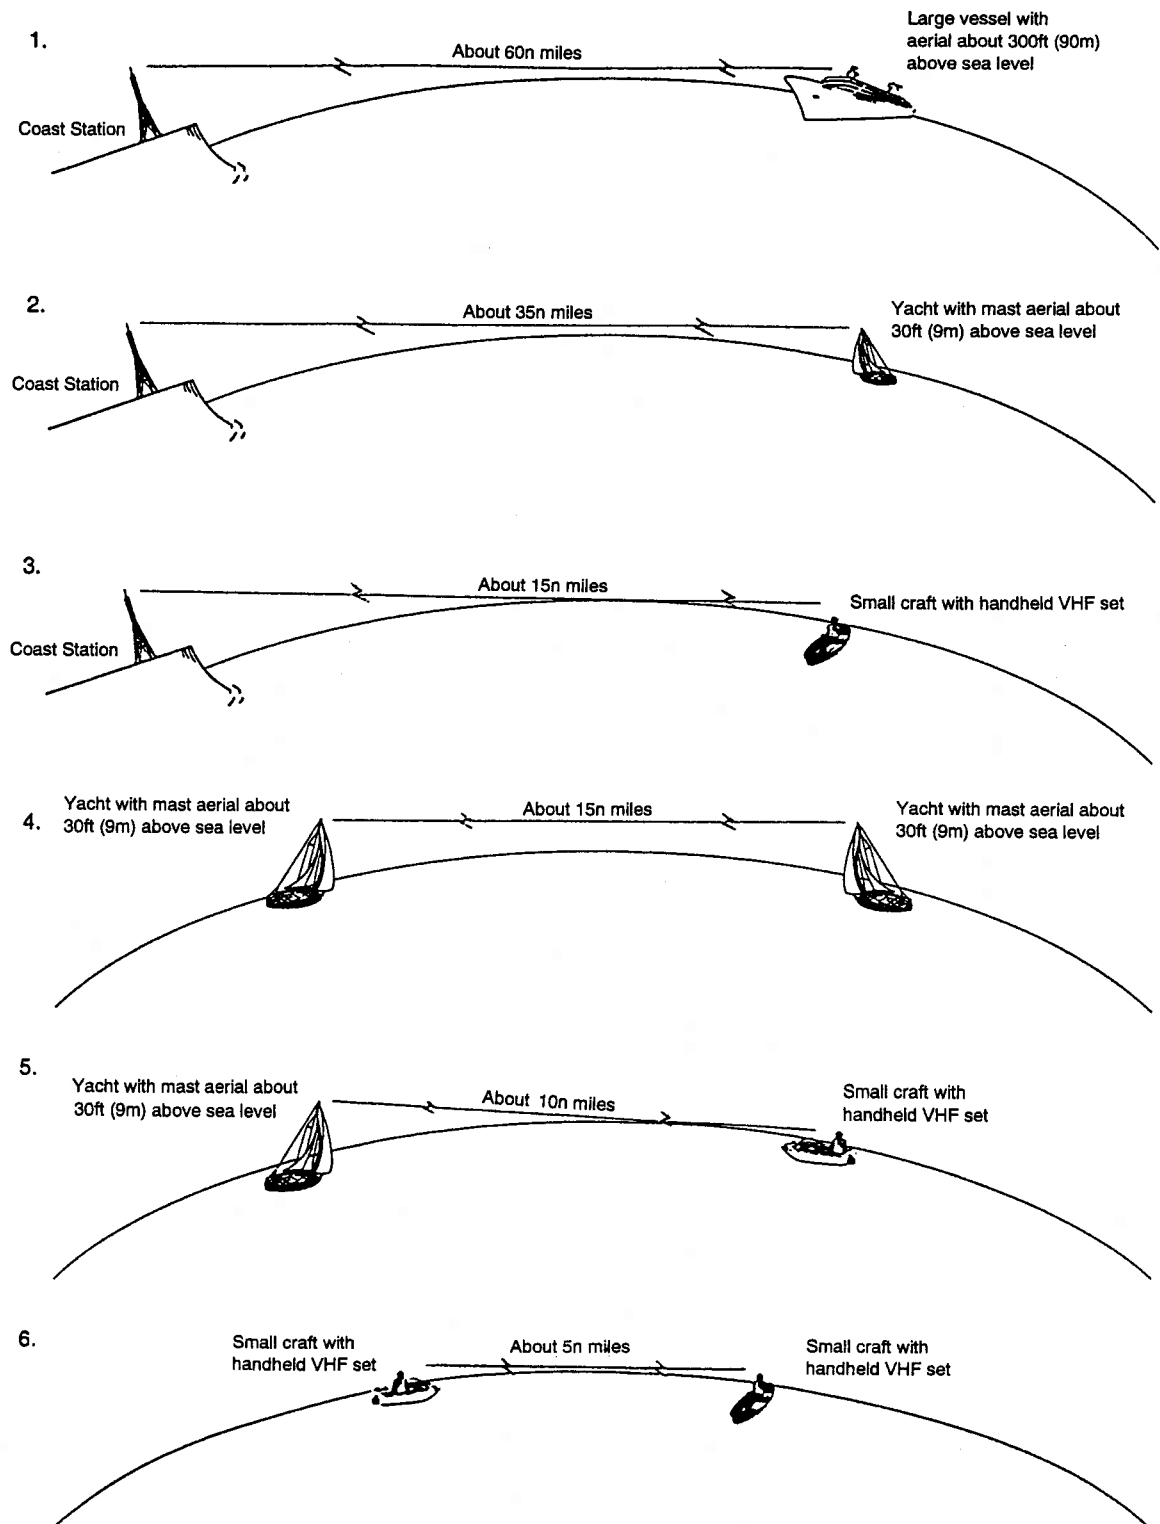 1.
About 60n miles
Large vessel with
aerial about 300ft (90m)
above sea level
Coast Station
2.
About 35n miles
Yacht with mast aerial about
30ft (9m) above sea level
Coast Station
3.
About 15n miles
Small craft with handheld VHF set
Coast Station
4.
Yacht with mast aerial about
30ft (9m) above sea level
About 15n miles
Yacht with mast aerial about
30ft (9m) above sea level
5.
Yacht with mast aerial about
30ft (9m) above sea level
About 10n miles
Small craft with
handheld VHF set
6.
Small craft with
handheld VHF set
About 5n miles
Small craft with
handheld VHF set